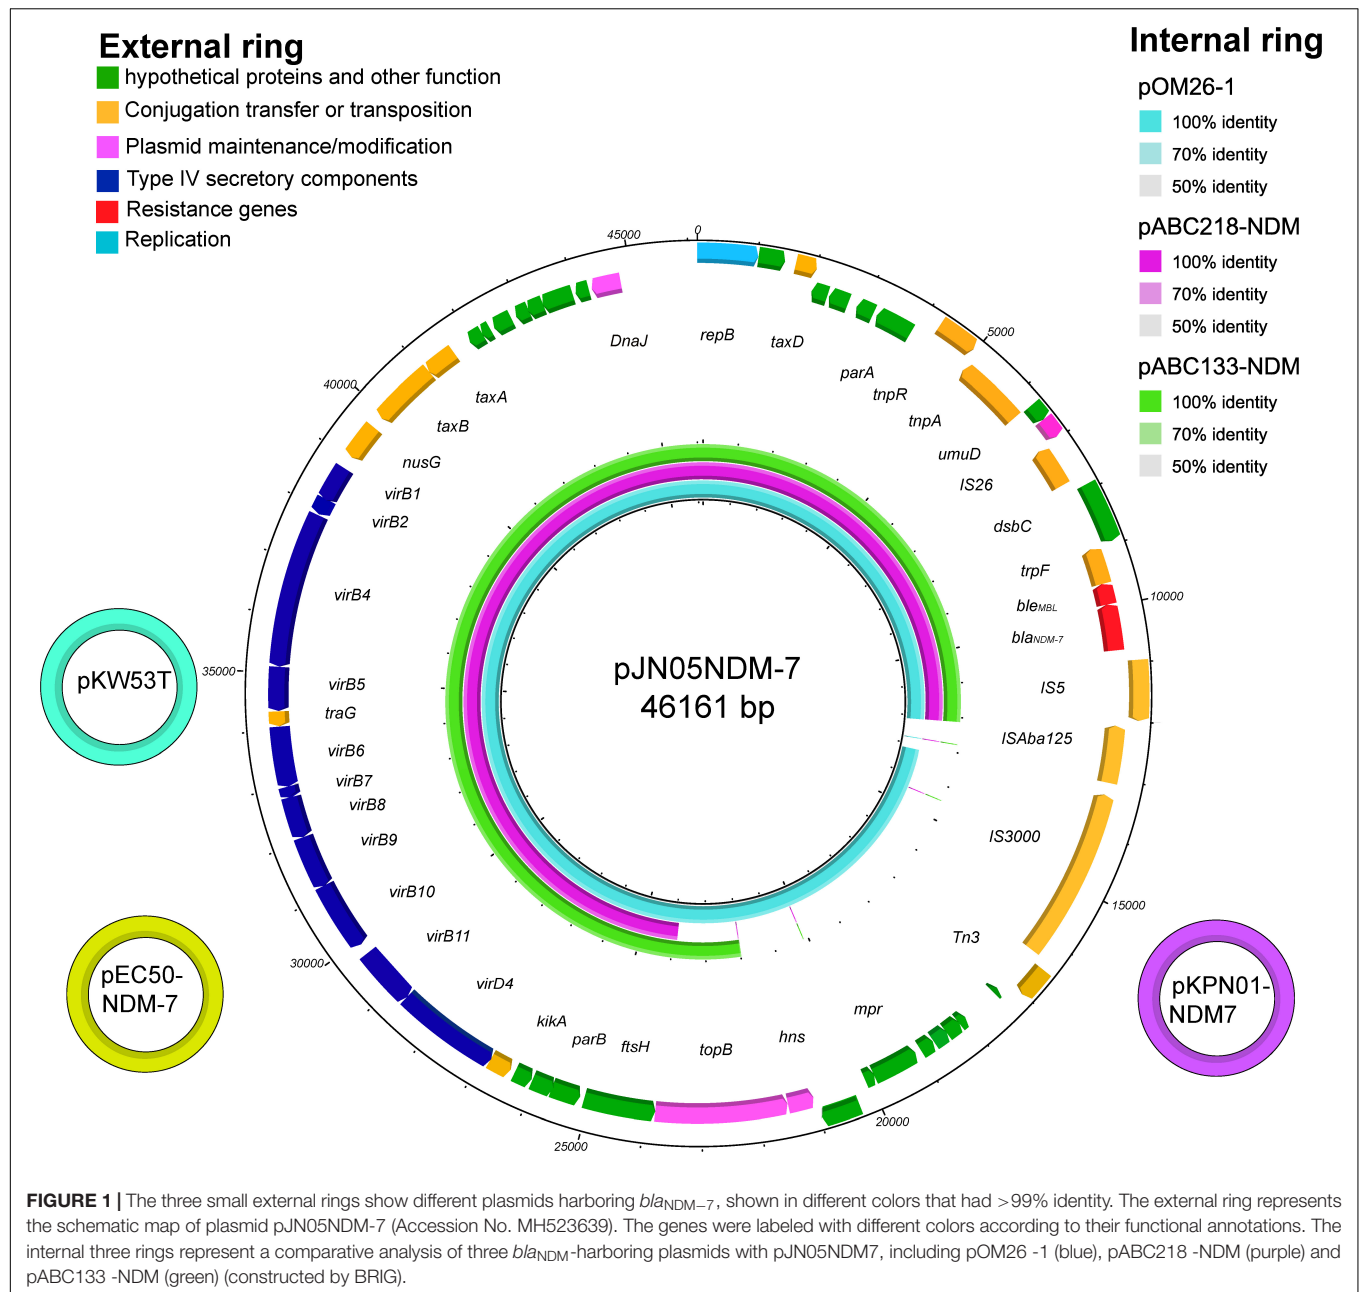 External ring
hypothetical proteins and other function
Conjugation transfer or transposition
Plasmid maintenance/modification
Type IV secretory components
Resistance genes
Replication
Internal ring
pOM26-1
100% identity
70% identity
50% identity
pABC218-NDM
100% identity
70% identity
50% identity
pABC133-NDM
100% identity
70% identity
50% identity
0
5000
10000
15000
20000
25000
30000
35000
40000
45000
repB
taxD
parA
tnpR
tnpA
umuD
IS26
dsbC
trpF
bleMBL
blaNDM-7
IS5
ISAba125
IS3000
Tn3
mpr
hns
topB
ftsH
parB
kikA
virD4
virB11
virB10
virB9
virB8
virB7
virB6
traG
virB5
virB4
virB2
virB1
nusG
taxB
taxA
DnaJ
pJN05NDM-7
46161 bp
pKW53T
pEC50-
NDM-7
pKPN01-
NDM7
FIGURE 1 | The three small external rings show different plasmids harboring blaNDM−7, shown in different colors that had >99% identity. The external ring represents
the schematic map of plasmid pJN05NDM-7 (Accession No. MH523639). The genes were labeled with different colors according to their functional annotations. The
internal three rings represent a comparative analysis of three blaNDM-harboring plasmids with pJN05NDM7, including pOM26 -1 (blue), pABC218 -NDM (purple) and
pABC133 -NDM (green) (constructed by BRIG).